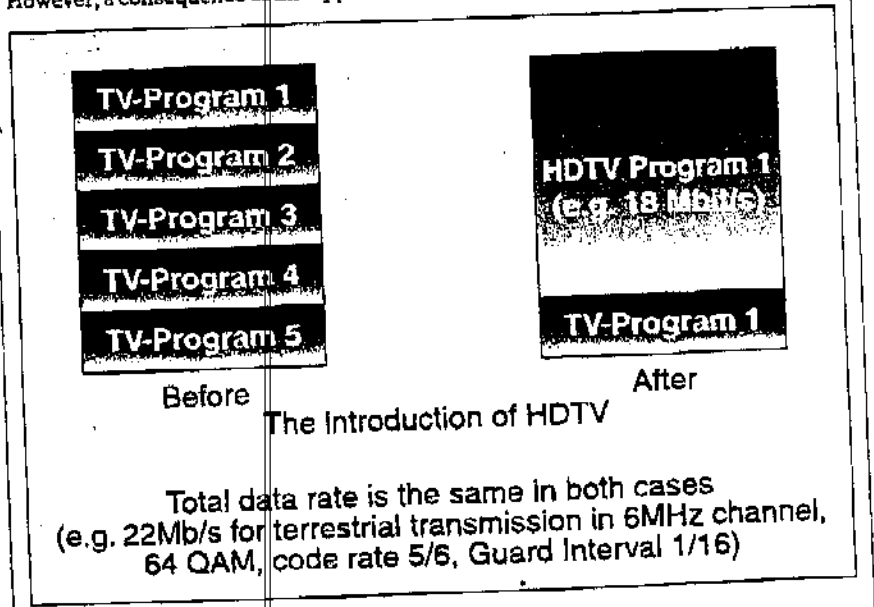 However, a consequence
TV-Program 1
TV-Program 2
TV-Program 3
TV-Program 4
TV-Program 5
Before
HDTV Program 1
(e.g. 18 Mbit/s)
TV-Program 1
After
The Introduction of HDTV
Total data rate is the same in both cases
(e.g. 22Mb/s for terrestrial transmission in 6MHz channel,
64 QAM, code rate 5/6, Guard Interval 1/16)